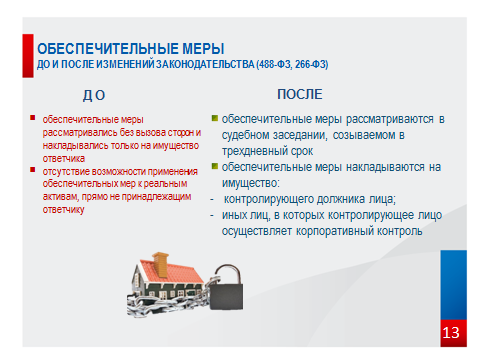 ОБЕСПЕЧИТЕЛЬНЫЕ МЕРЫ
ДО И ПОСЛЕ ИЗМЕНЕНИЙ ЗАКОНОДАТЕЛЬСТВА (488-ФЗ, 266-ФЗ)
ДО
обеспечительные меры
рассматривались без вызова сторон и
накладывались только на имущество
ответчика
отсутствие возможности применения
обеспечительных мер к реальным
активам, прямо не принадлежащим
ответчику
ПОСЛЕ
обеспечительные меры рассматриваются в
судебном заседании, созываемом в
трехдневный срок
обеспечительные меры накладываются на
имущество:
- контролирующего должника лица;
- иных лиц, в которых контролирующее лицо
осуществляет корпоративный контроль
13